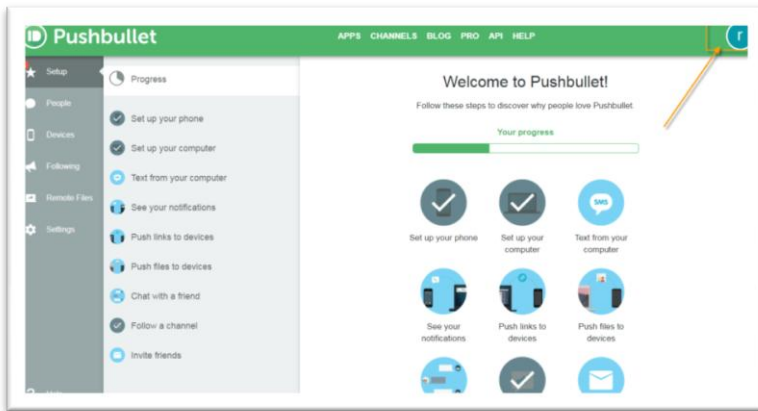 Pushbullet
APPS CHANNELS BLOG PRO API HELP
r
Setup
People
Devices
Following
Remote Files
Settings
Progress
Set up your phone
Set up your computer
Text from your computer
See your notifications
Push links to devices
Push files to devices
Chat with a friend
Follow a channel
Invite friends
Welcome to Pushbullet!
Follow these steps to discover why people love Pushbullet.
Your progress
SMS
Set up your phone
Set up your
computer
Text from your
computer
See your
notifications
Push links to
devices
Push files to
devices